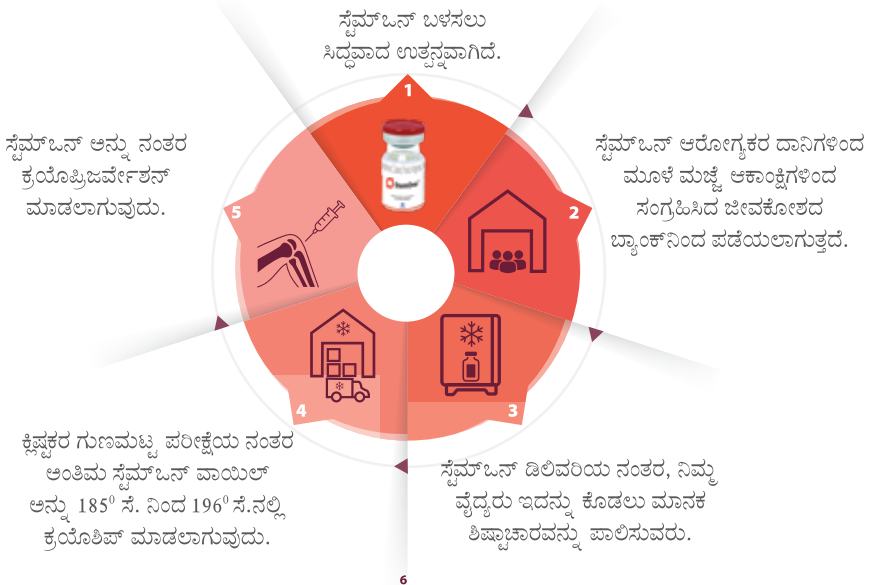 ಸ್ಟೆಮ್‌ಒನ್ ಬಳಸಲು
ಸಿದ್ಧವಾದ ಉತ್ಪನ್ನವಾಗಿದೆ.
1
ಸ್ಟೆಮ್‌ಒನ್ ಆರೋಗ್ಯಕರ ದಾನಿಗಳಿಂದ
ಮೂಳೆ ಮಜ್ಜೆ ಆಕಾಂಕ್ಷಿಗಳಿಂದ
ಸಂಗ್ರಹಿಸಿದ ಜೀವಕೋಶದ
ಬ್ಯಾಂಕ್‌ನಿಂದ ಪಡೆಯಲಾಗುತ್ತದೆ.
2
ಸ್ಟೆಮ್‌ಒನ್ ಡಿಲಿವರಿಯ ನಂತರ, ನಿಮ್ಮ
ವೈದ್ಯರು ಇದನ್ನು ಕೊಡಲು ಮಾನಕ
ಶಿಷ್ಟಾಚಾರವನ್ನು ಪಾಲಿಸುವರು.
3
ಕ್ಲಿಷ್ಟಕರ ಗುಣಮಟ್ಟ ಪರೀಕ್ಷೆಯ ನಂತರ
ಅಂತಿಮ ಸ್ಟೆಮ್‌ಒನ್ ವಾಯಿಲ್
ಅನ್ನು 185⁰ ಸೆ. ನಿಂದ 196⁰ ಸೆ.ನಲ್ಲಿ
ಕ್ರಯೊಶಿಪ್ ಮಾಡಲಾಗುವುದು.
4
ಸ್ಟೆಮ್‌ಒನ್ ಅನ್ನು ನಂತರ
ಕ್ರಯೊಪ್ರಿಜರ್ವೇಶನ್
ಮಾಡಲಾಗುವುದು.
5
6